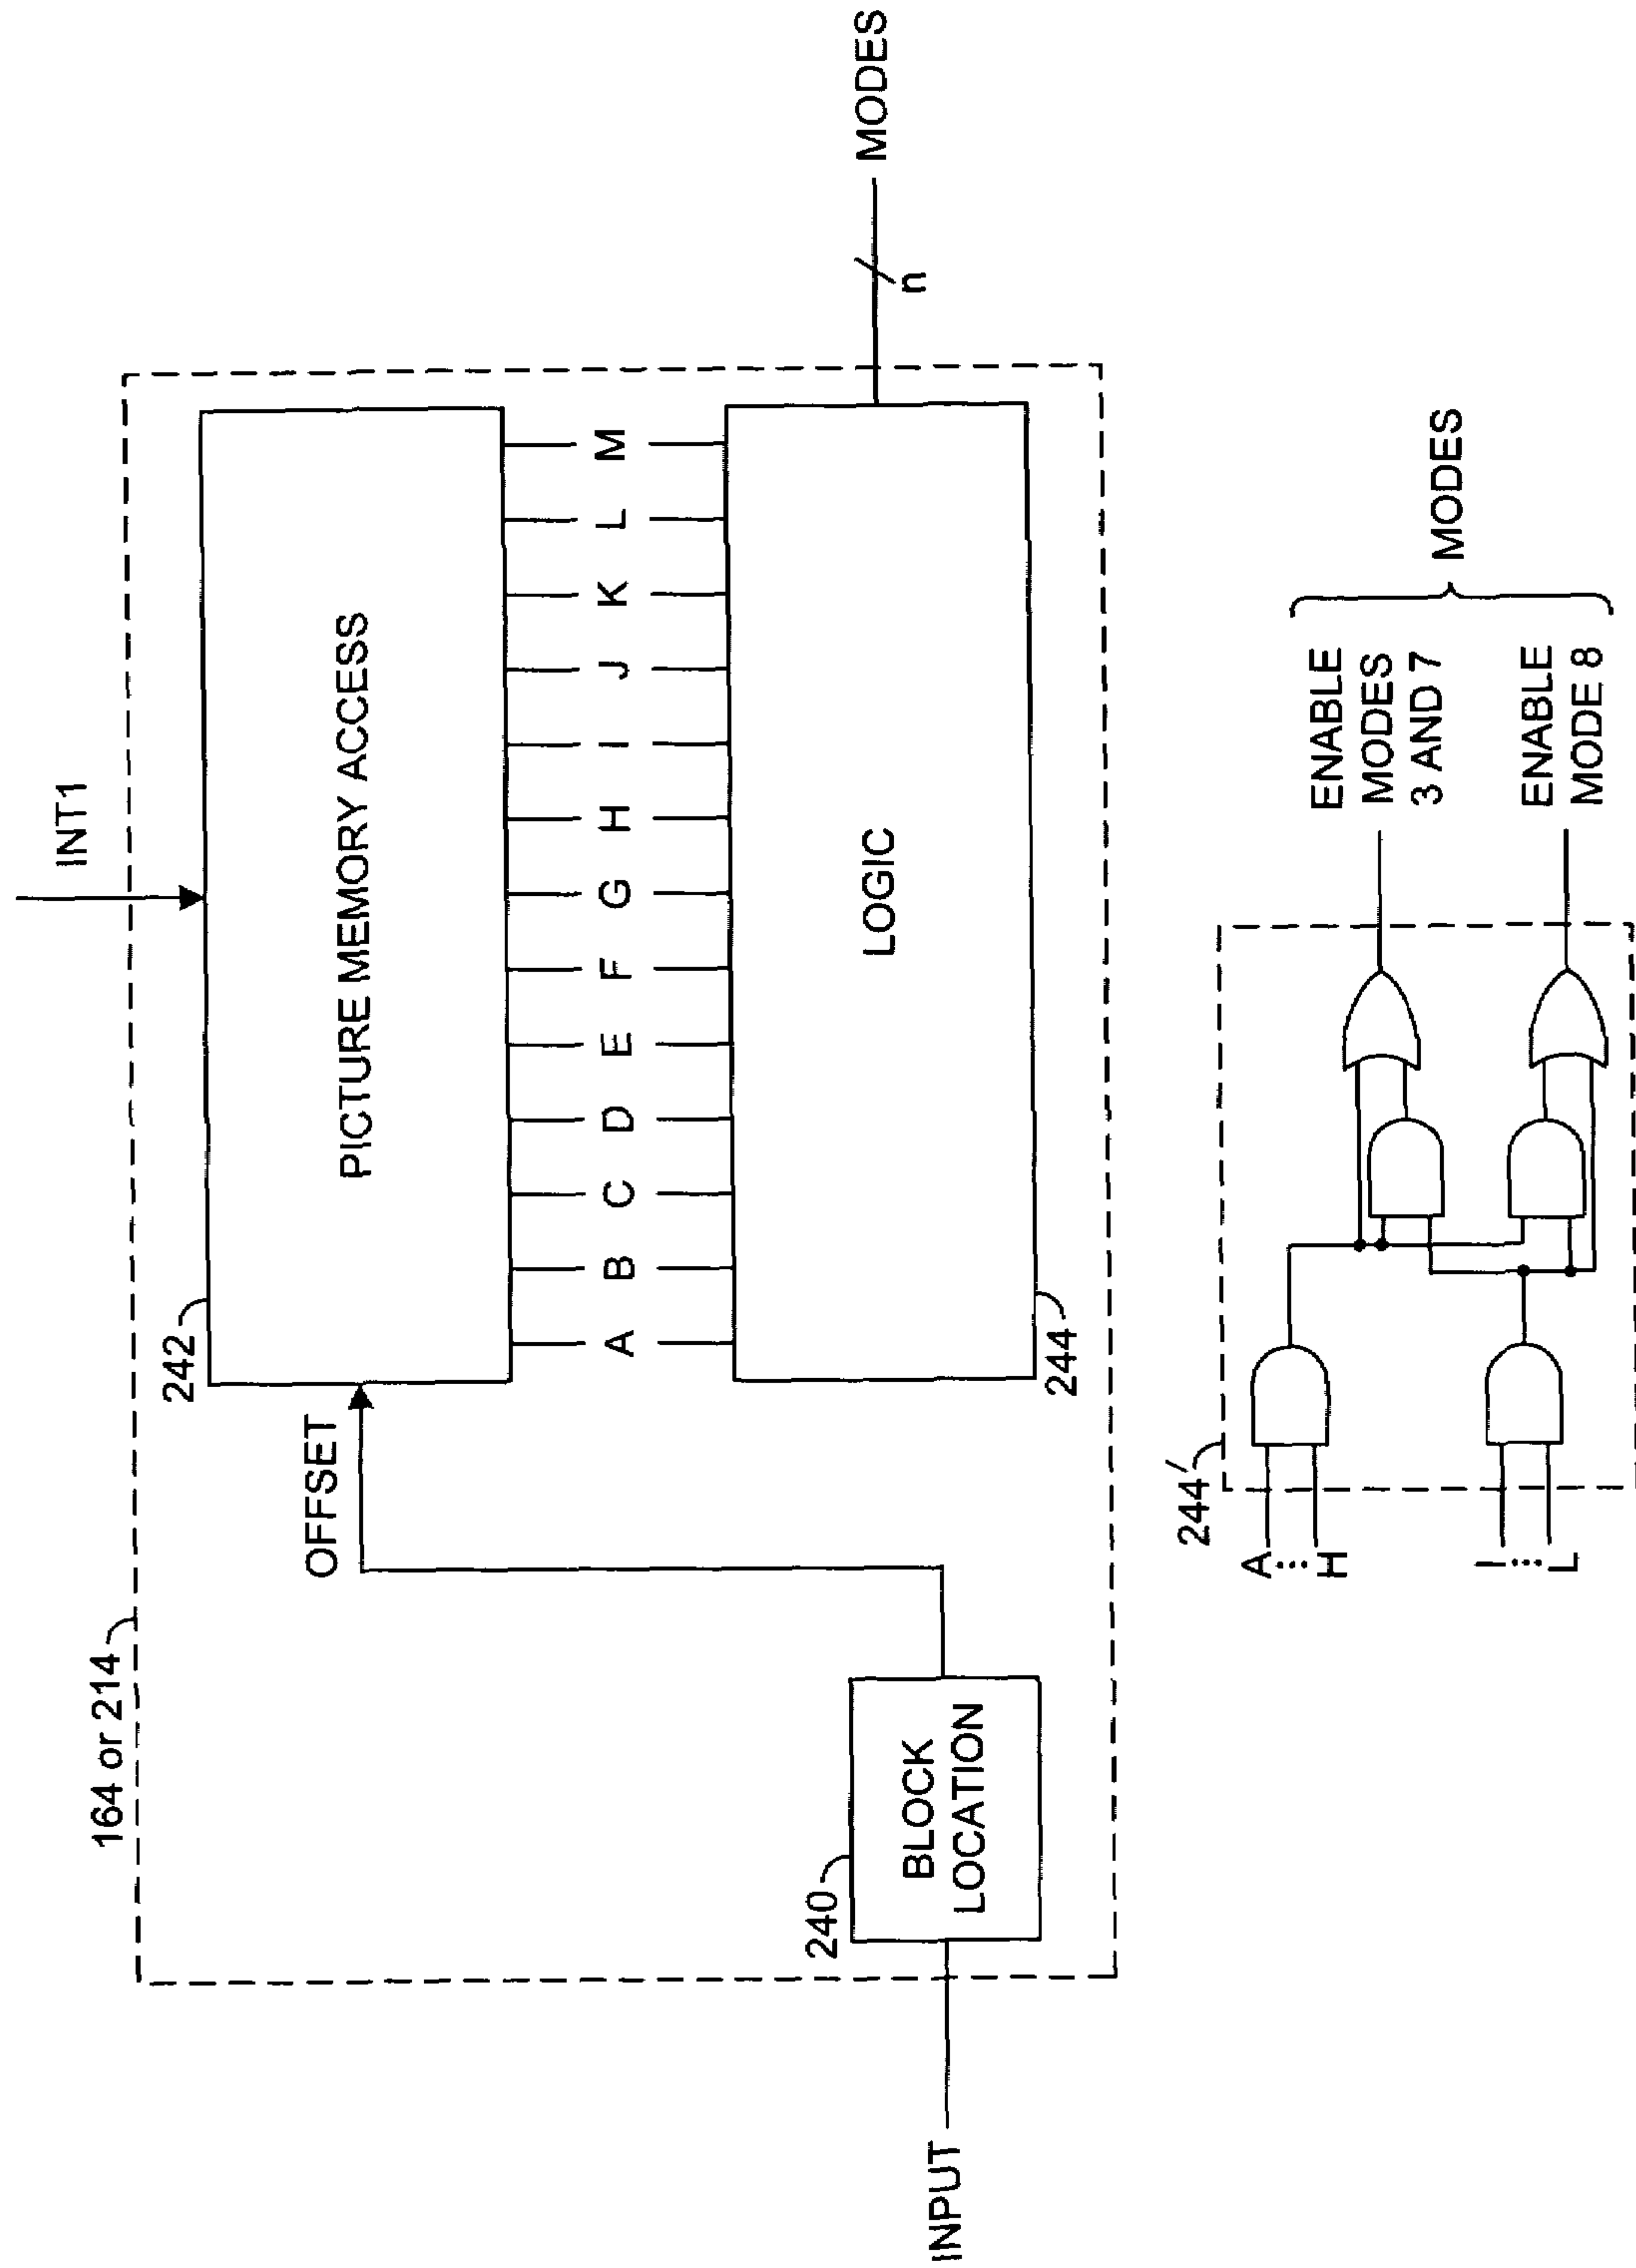 INT1
164 or 214
242
PICTURE MEMORY ACCESS
OFFSET
A B C D E F G H I J K L M
240
BLOCK
LOCATION
INPUT
LOGIC
244
MODES
n
244'
A
H
I
L
ENABLE
MODES
3 AND 7
ENABLE
MODE 8
MODES